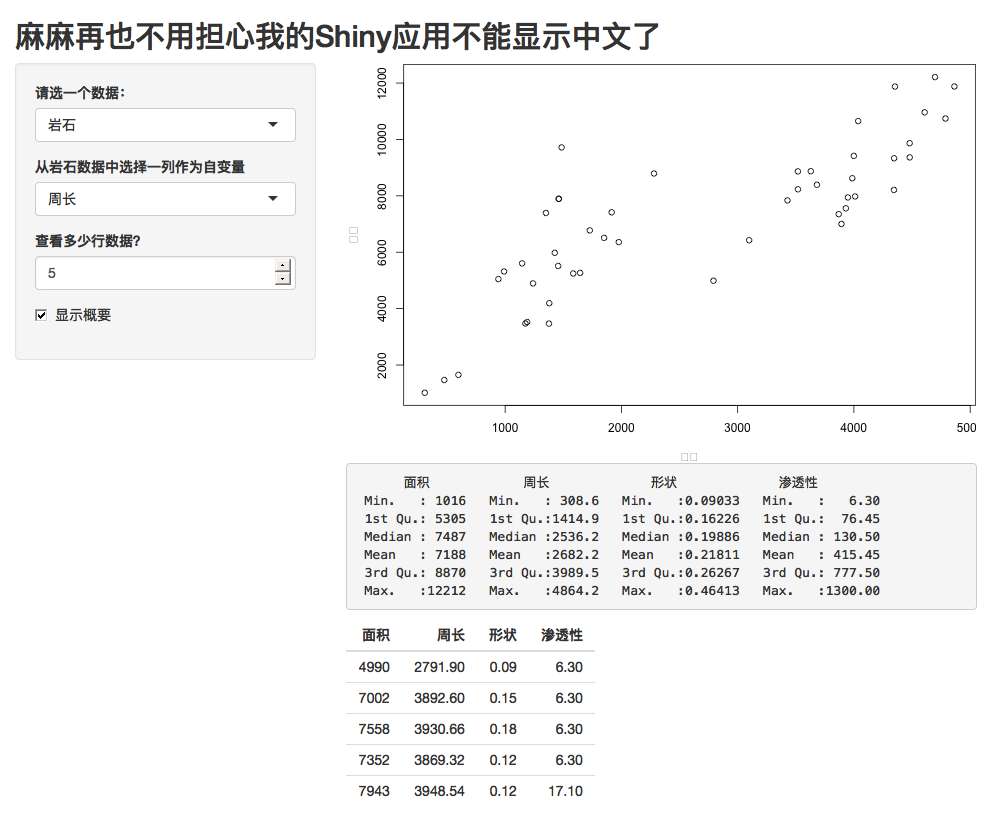 麻麻再也不用担心我的Shiny应用不能显示中文了
请选一个数据：
岩石
从岩石数据中选择一列作为自变量
周长
查看多少行数据?
5
显示概要
12000
10000
8000
6000
4000
2000
1000 2000 3000 4000 500
面积 周长 形状 渗透性
Min. : 1016 Min. : 308.6 Min. :0.09033 Min. : 6.30
1st Qu.: 5305 1st Qu.:1414.9 1st Qu.:0.16226 1st Qu.: 76.45
Median : 7487 Median :2536.2 Median :0.19886 Median : 130.50
Mean : 7188 Mean :2682.2 Mean :0.21811 Mean : 415.45
3rd Qu.: 8870 3rd Qu.:3989.5 3rd Qu.:0.26267 3rd Qu.: 777.50
Max. :12212 Max. :4864.2 Max. :0.46413 Max. :1300.00
面积 周长 形状 渗透性
4990 2791.90 0.09 6.30
7002 3892.60 0.15 6.30
7558 3930.66 0.18 6.30
7352 3869.32 0.12 6.30
7943 3948.54 0.12 17.10